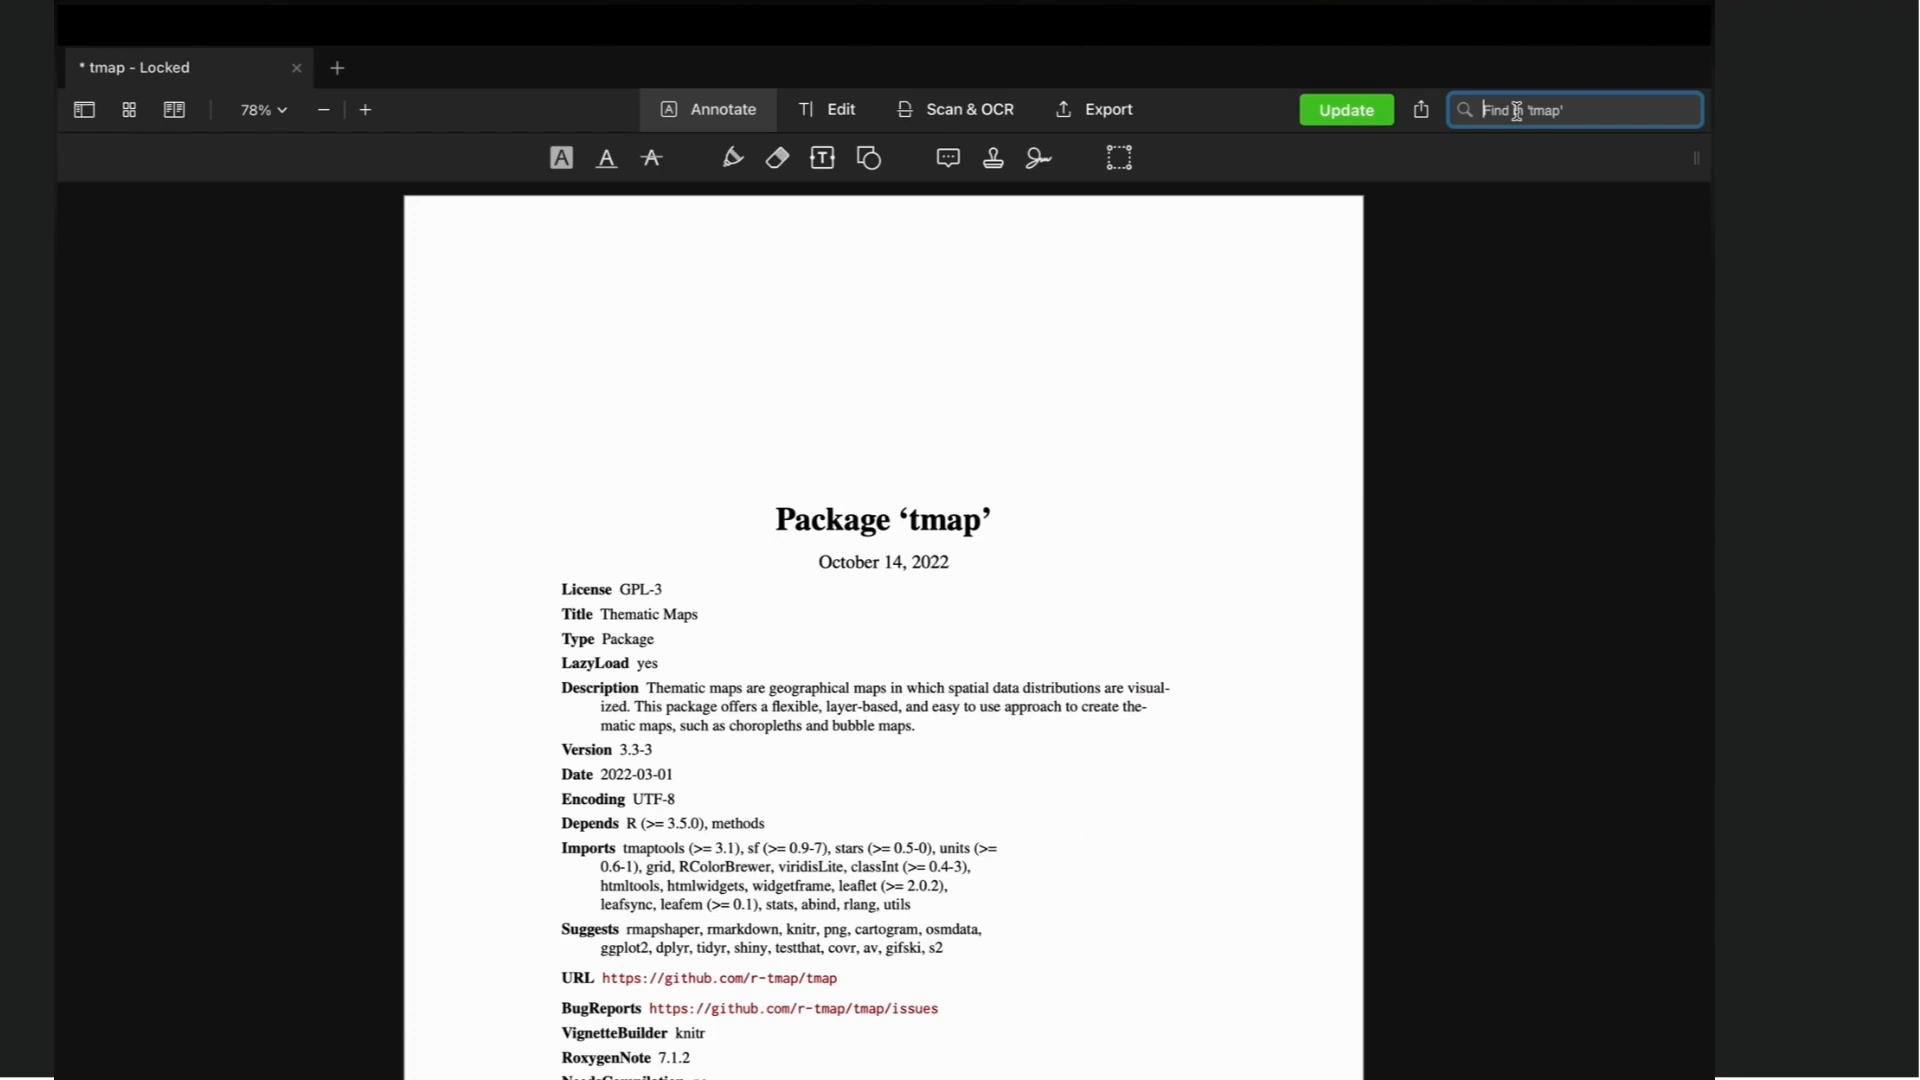 * tmap - Locked
78%
Annotate
Edit
Scan & OCR
Export
Update
Find in 'tmap'
Package ‘tmap’
October 14, 2022
License GPL-3
Title Thematic Maps
Type Package
LazyLoad yes
Description Thematic maps are geographical maps in which spatial data distributions are visual-
ized. This package offers a flexible, layer-based, and easy to use approach to create the-
matic maps, such as choropleths and bubble maps.
Version 3.3-3
Date 2022-03-01
Encoding UTF-8
Depends R (>= 3.5.0), methods
Imports tmaptools (>= 3.1), sf (>= 0.9-7), stars (>= 0.5-0), units (>=
0.6-1), grid, RColorBrewer, viridisLite, classInt (>= 0.4-3),
htmltools, htmlwidgets, widgetframe, leaflet (>= 2.0.2),
leafsync, leafem (>= 0.1), stats, abind, rlang, utils
Suggests rmapshaper, rmarkdown, knitr, png, cartogram, osmdata,
ggplot2, dplyr, tidyr, shiny, testthat, covr, av, gifski, s2
URL https://github.com/r-tmap/tmap
BugReports https://github.com/r-tmap/tmap/issues
VignetteBuilder knitr
RoxygenNote 7.1.2